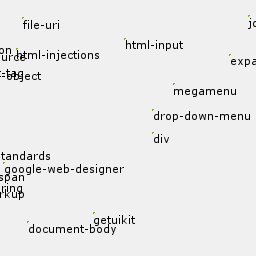 file-uri
jo
html-input
on
html-injections
urce
expa
t-tag
object
megamenu
drop-down-menu
div
tandards
google-web-designer
span
ring
rkup
getuikit
document-body